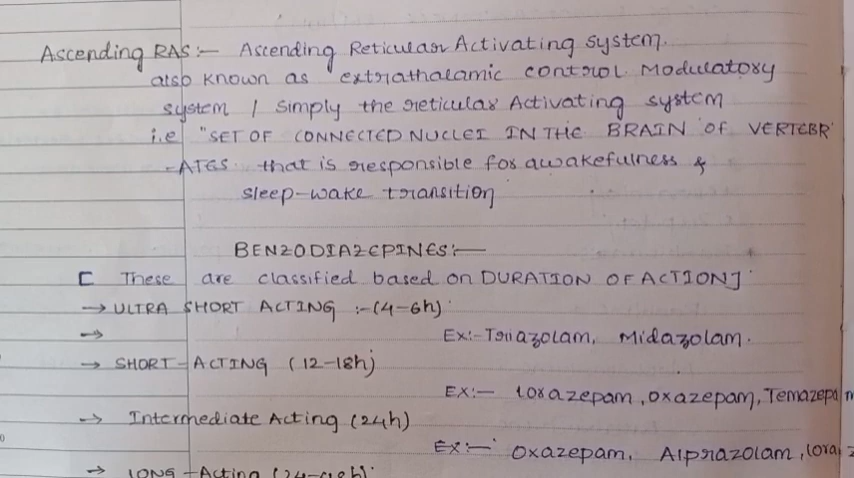 Ascending RAS:- Ascending Reticular Activating system.
also known as extrathalamic control Modulatory
system / simply the reticular Activating system
i.e "SET OF CONNECTED NUCLEI IN THE BRAIN OF VERTEBR
-ATES. that is responsible for awakefulness &
sleep-wake transition
BENZODIAZEPINES:-
[ These are classified based on DURATION OF ACTION]
→ ULTRA SHORT ACTING :-(4-6h)
→ Ex:- Triazolam, Midazolam.
→ SHORT-ACTING (12-18h)
EX:- lorazepam, oxazepam, Temazepam
→ Intermediate Acting (24h)
Ex:- Oxazepam, Alprazolam, loraz
→ LONG-Acting